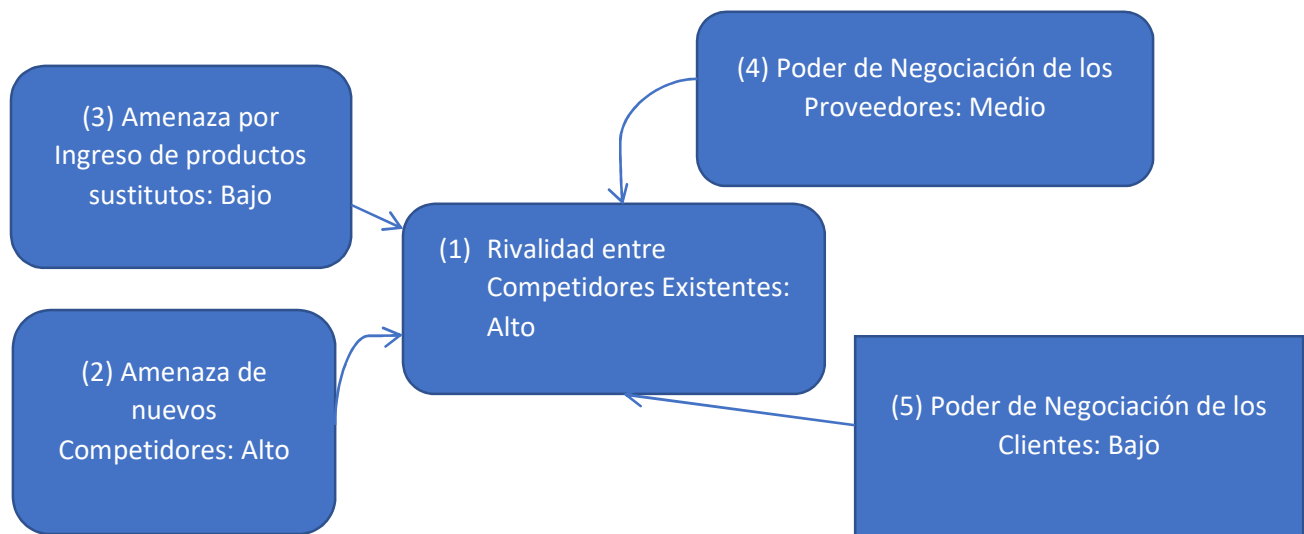 (4) Poder de Negociación de los
Proveedores: Medio
(3) Amenaza por
Ingreso de productos
sustitutos: Bajo
(1) Rivalidad entre
Competidores Existentes:
Alto
(2) Amenaza de
nuevos
Competidores: Alto
(5) Poder de Negociación de los
Clientes: Bajo